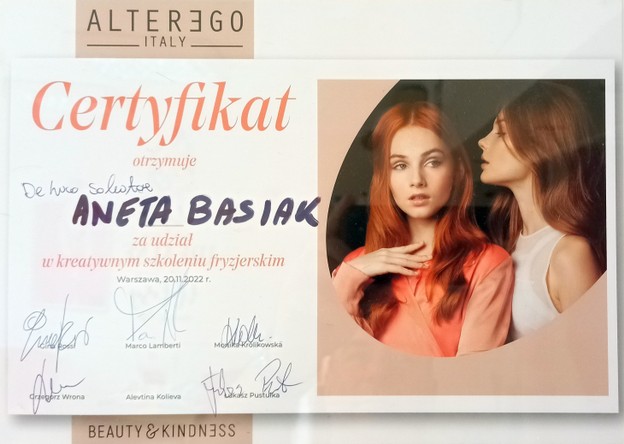 ALTEREGO
ITALY
Certyfikat
otrzymuje
ANETA BASIAK
za udział
w kreatywnym szkoleniu fryzjerskim
Warszawa, 20.11.2022 r.
Rossi
Marco Lamberti
Monika Królikowska
Grzegorz Wrona
Alevtina Kolieva
Łukasz Pustułka
BEAUTY & KINDNESS